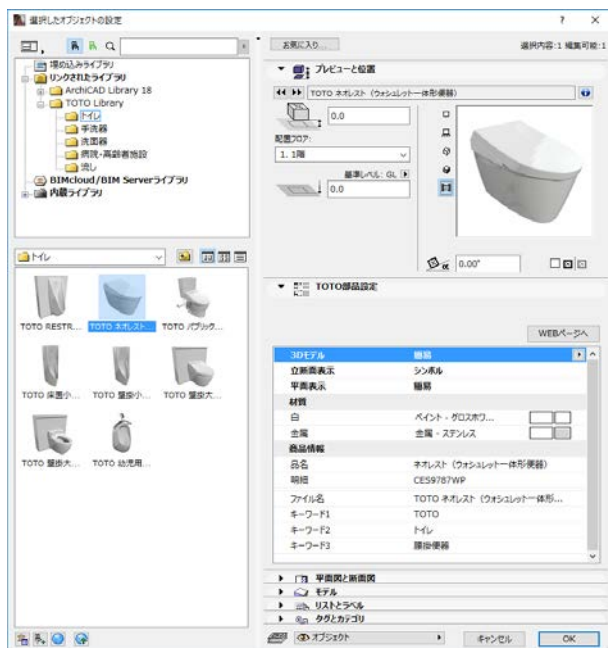 選択したオブジェクトの設定
お気に入り...
選択内容:1 編集可能:1
埋め込みライブラリ
リンクされたライブラリ
ArchiCAD Library 18
TOTO Library
トイレ
手洗器
洗面器
病院・高齢者施設
流し
BIMcloud/BIM Serverライブラリ
内蔵ライブラリ
プレビューと位置
TOTO ネオレスト (ウォシュレット一体形便器)
0.0
配置フロア:
1. 1階
基準レベル: GL
0.0
0.00°
トイレ
TOTO RESTR...
TOTO ネオレスト...
TOTO パブリック...
TOTO 床置小...
TOTO 壁掛小...
TOTO 壁掛大...
TOTO 壁掛大...
TOTO 幼児用...
TOTO部品設定
WEBページへ
3Dモデル 簡易
立断面表示 シンボル
平面表示 簡易
材質
白 ペイント - グロスホワ...
金属 金属 - ステンレス
商品情報
品名 ネオレスト (ウォシュレット一体形便器)
明細 CES9787WP
ファイル名 TOTO ネオレスト (ウォシュレット一体形...
キーワード1 TOTO
キーワード2 トイレ
キーワード3 腰掛便器
平面図と断面図
モデル
リストとラベル
タグとカテゴリ
オブジェクト
キャンセル
OK